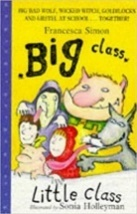 BIG BAD WOLF, WICKED WITCH, GOLDILOCKS
AND GRETEL AT SCHOOL... TOGETHER!
Francesca Simon
Big class,
Little Class
Illustrated by Sonia Holleyman